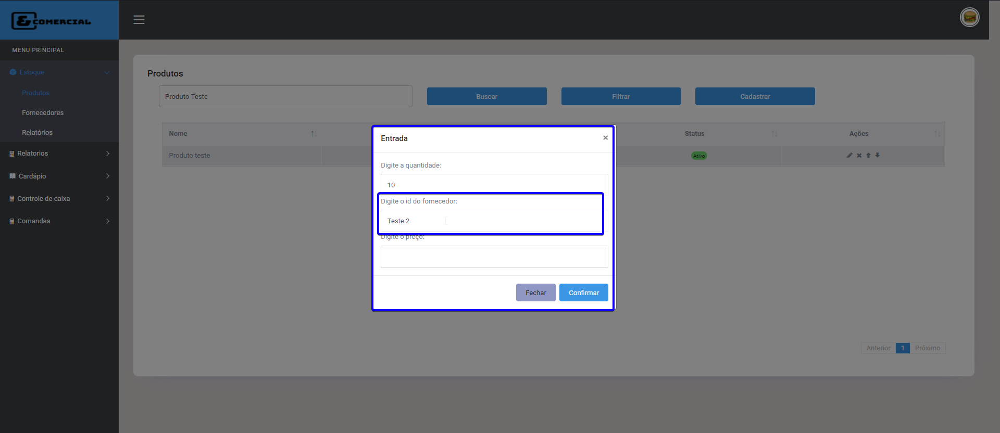 & COMERCIAL
MENU PRINCIPAL
Estoque
Produtos
Fornecedores
Relatórios
Relatorios
Cardápio
Controle de caixa
Comandas
Produtos
Produto Teste
Buscar
Filtrar
Cadastrar
Nome
Status
Ações
Produto teste
Ativo
Entrada
×
Digite a quantidade:
10
Digite o id do fornecedor:
Teste 2
Digite o preço:
Fechar
Confirmar
Anterior
1
Próximo